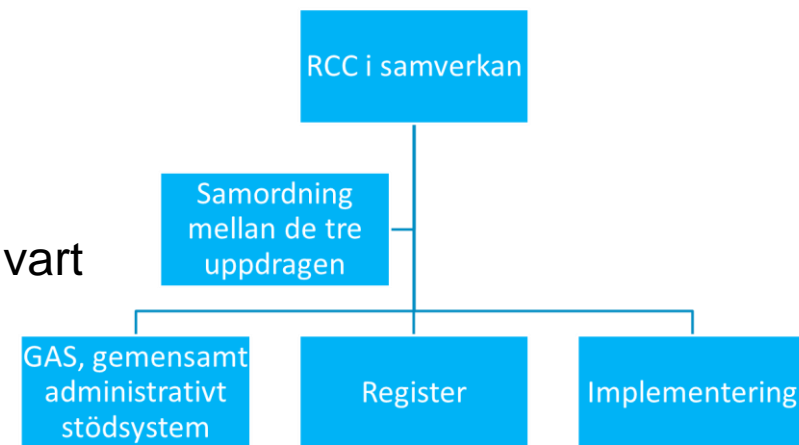 RCC i samverkan
Samordning
mellan de tre
uppdragen
vart
GAS, gemensamt
administrativt
stödsystem
Register
Implementering